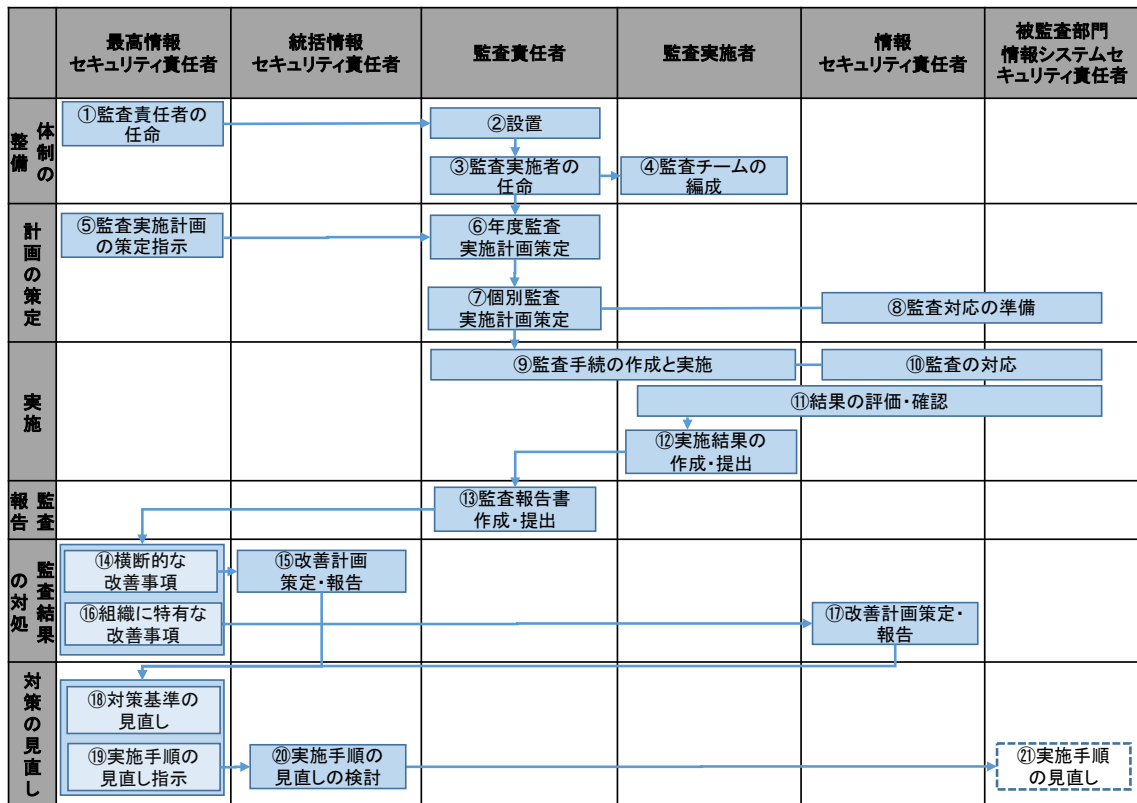 最高情報
セキュリティ責任者
統括情報
セキュリティ責任者
監査責任者
監査実施者
情報
セキュリティ責任者
被監査部門
情報システムセ
キュリティ責任者
体制の
整備
①監査責任者の
任命
②設置
③監査実施者の
任命
④監査チームの
編成
計画の策定
⑤監査実施計画
の策定指示
⑥年度監査
実施計画策定
⑦個別監査
実施計画策定
⑧監査対応の準備
実施
⑨監査手続の作成と実施
⑩監査の対応
⑪結果の評価・確認
⑫実施結果の
作成・提出
監査
報告
⑬監査報告書
作成・提出
監査結果
の対処
⑭横断的な
改善事項
⑮改善計画
策定・報告
⑯組織に特有な
改善事項
⑰改善計画策定・
報告
対策の見直し
⑱対策基準の
見直し
⑲実施手順の
見直し指示
⑳実施手順の
見直しの検討
㉑実施手順
の見直し